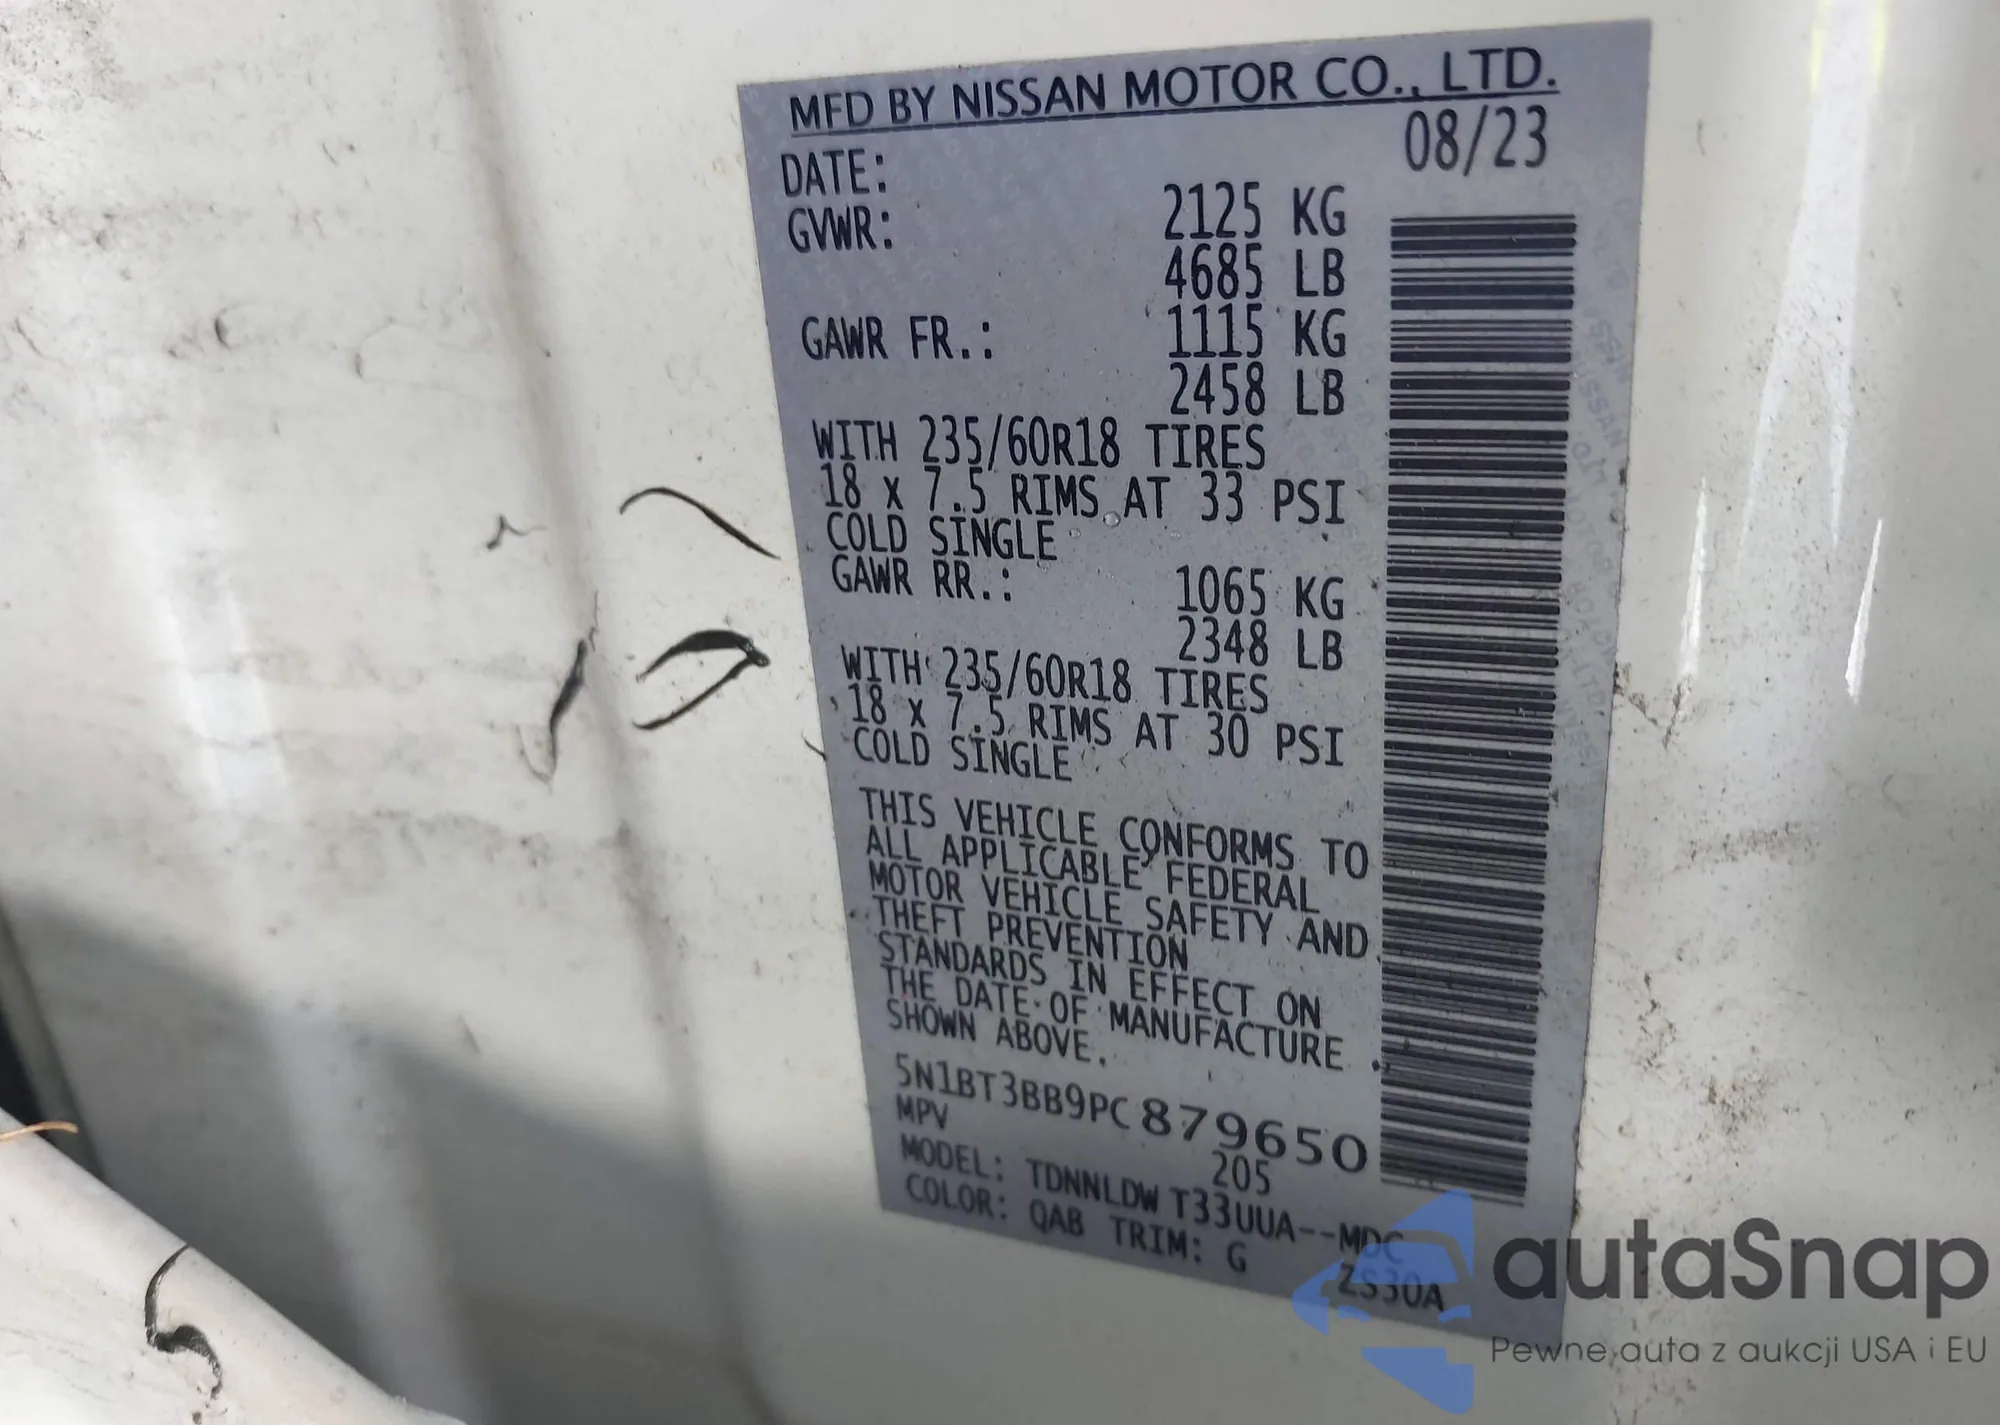 MFD BY NISSAN MOTOR CO., LTD.
DATE: 08/23
GVWR: 2125 KG
4685 LB
GAWR FR.: 1115 KG
2458 LB
WITH 235/60R18 TIRES
18 x 7.5 RIMS AT 33 PSI
COLD SINGLE
GAWR RR.: 1065 KG
2348 LB
WITH 235/60R18 TIRES
18 x 7.5 RIMS AT 30 PSI
COLD SINGLE
THIS VEHICLE CONFORMS TO
ALL APPLICABLE FEDERAL
MOTOR VEHICLE SAFETY AND
THEFT PREVENTION
STANDARDS IN EFFECT ON
THE DATE OF MANUFACTURE
SHOWN ABOVE.
5N1BT3BB9PC879650
MPV 205
MODEL: TDNNLDW T33UUA--MDC
COLOR: QAB TRIM: G ZS30A
autaSnap
Pewne auta z aukcji USA i EU